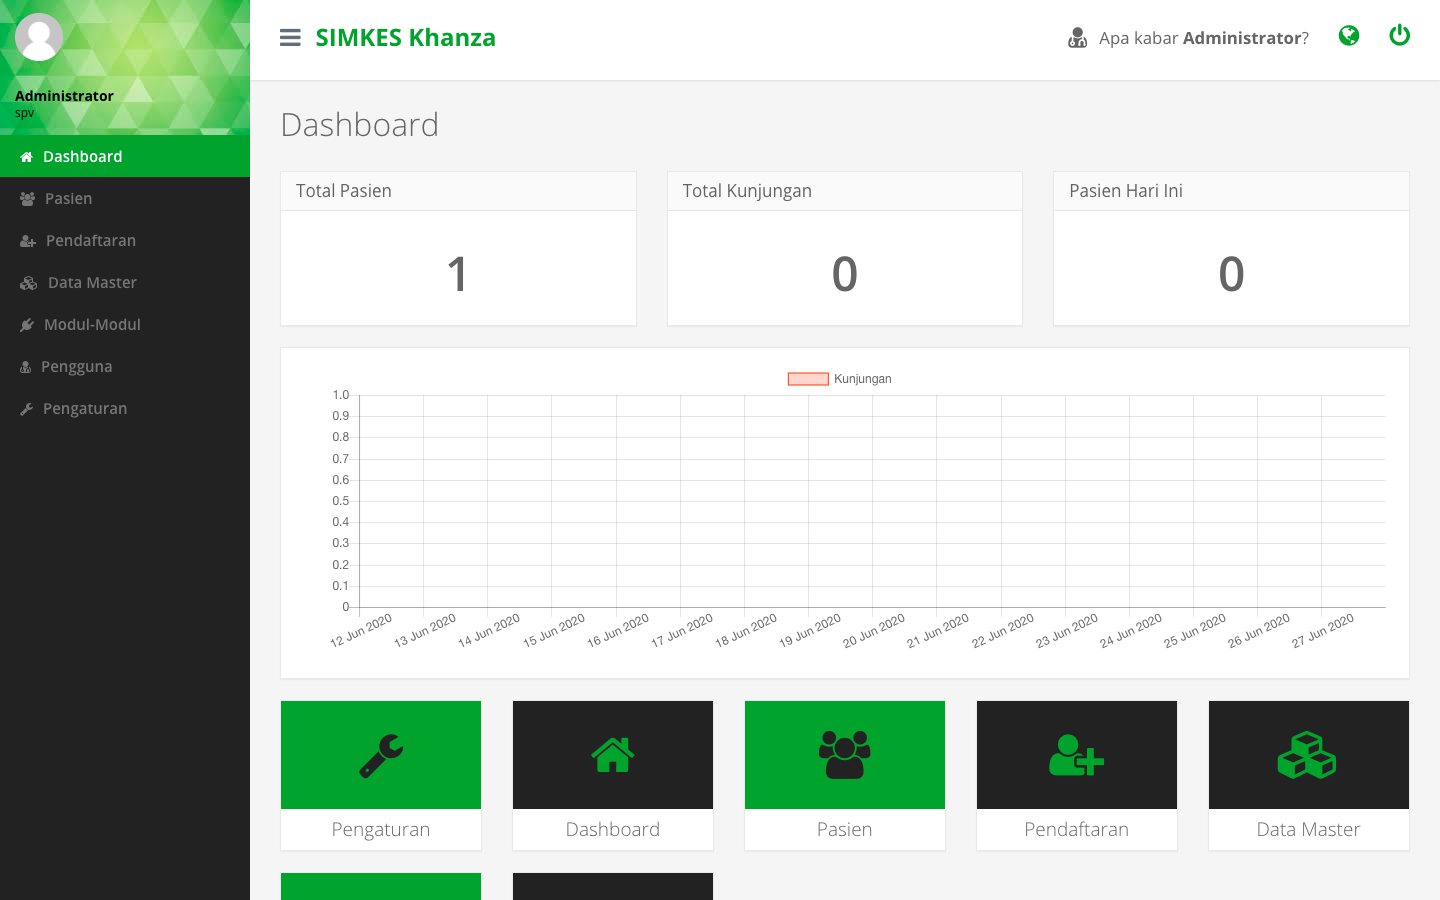 SIMKES Khanza
Apa kabar Administrator?
Administrator
spv
Dashboard
Pasien
Pendaftaran
Data Master
Modul-Modul
Pengguna
Pengaturan
Dashboard
Total Pasien
1
Total Kunjungan
0
Pasien Hari Ini
0
Kunjungan
1.0
0.9
0.8
0.7
0.6
0.5
0.4
0.3
0.2
0.1
0
12 Jun 2020
13 Jun 2020
14 Jun 2020
15 Jun 2020
16 Jun 2020
17 Jun 2020
18 Jun 2020
19 Jun 2020
20 Jun 2020
21 Jun 2020
22 Jun 2020
23 Jun 2020
24 Jun 2020
25 Jun 2020
26 Jun 2020
27 Jun 2020
Pengaturan
Dashboard
Pasien
Pendaftaran
Data Master